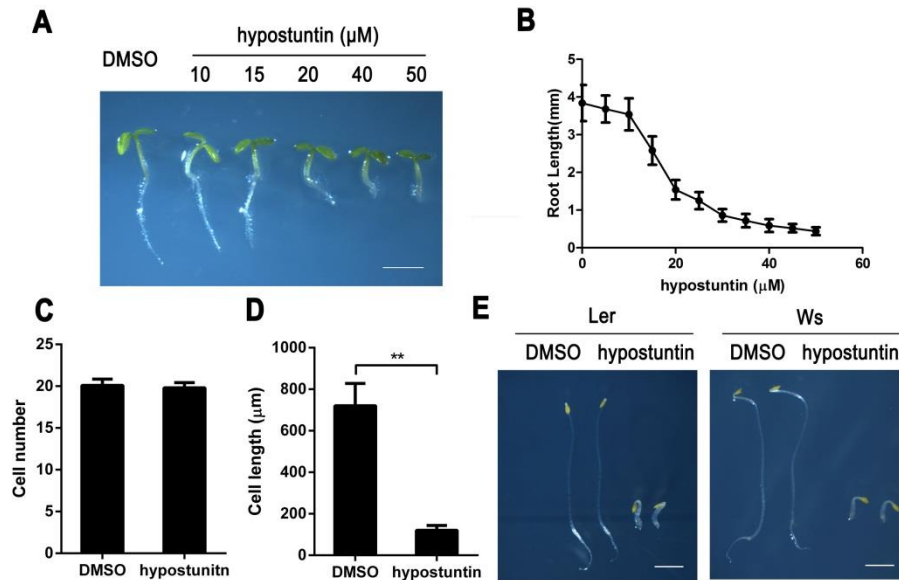 A
hypostuntin (μM)
DMSO
10 15 20 40 50
B
Root Length(mm)
5
4
3
2
1
0
0 20 40 60
hypostuntin (μM)
C
Cell number
25
20
15
10
5
0
DMSO hypostunitn
D
Cell length (μm)
1000
800
600
400
200
0
**
DMSO hypostuntin
E
Ler Ws
DMSO hypostuntin DMSO hypostuntin